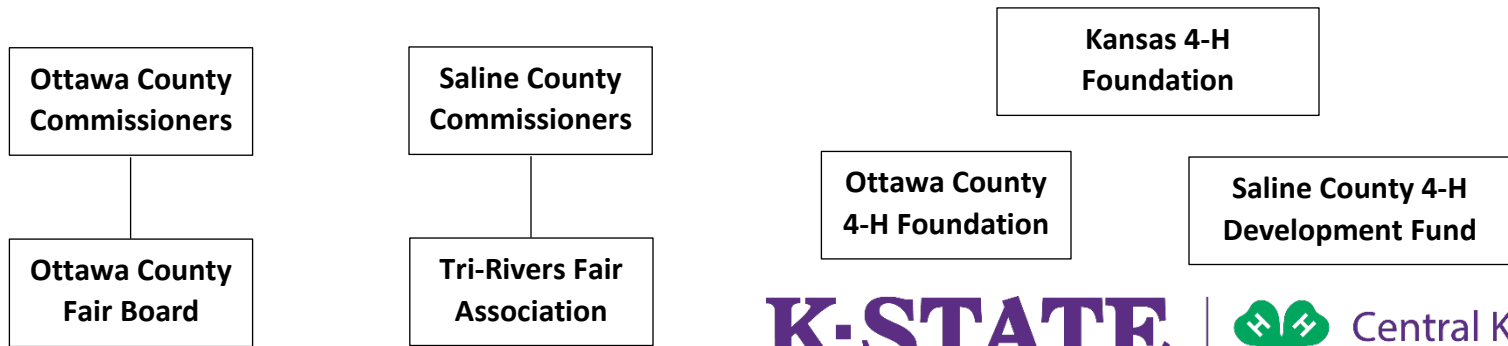 Ottawa County
Commissioners
Saline County
Commissioners
Kansas 4-H
Foundation
Ottawa County
4-H Foundation
Saline County 4-H
Development Fund
Ottawa County
Fair Board
Tri-Rivers Fair
Association
K-STATE
H H
Central K